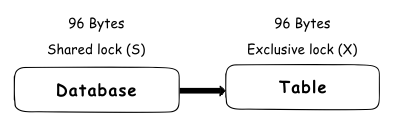 96 Bytes
Shared lock (S)
Database
96 Bytes
Exclusive lock (X)
Table